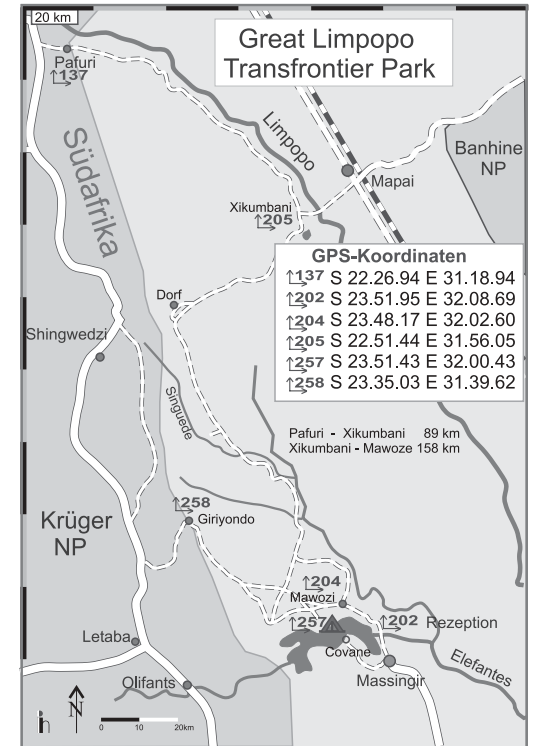 20 km
Great Limpopo
Transfrontier Park
Pafuri
137
Südafrika
Limpopo
Banhine
NP
Mapai
Xikumbani
205
GPS-Koordinaten
137 S 22.26.94 E 31.18.94
202 S 23.51.95 E 32.08.69
204 S 23.48.17 E 32.02.60
205 S 22.51.44 E 31.56.05
257 S 23.51.43 E 32.00.43
258 S 23.35.03 E 31.39.62
Dorf
Shingwedzi
Singuede
Pafuri - Xikumbani 89 km
Xikumbani - Mawoze 158 km
258
Giriyondo
Krüger
NP
204
Mawozi
257
202 Rezeption
Letaba
Covane
Elefantes
Olifants
Massingir
N
0 10 20km